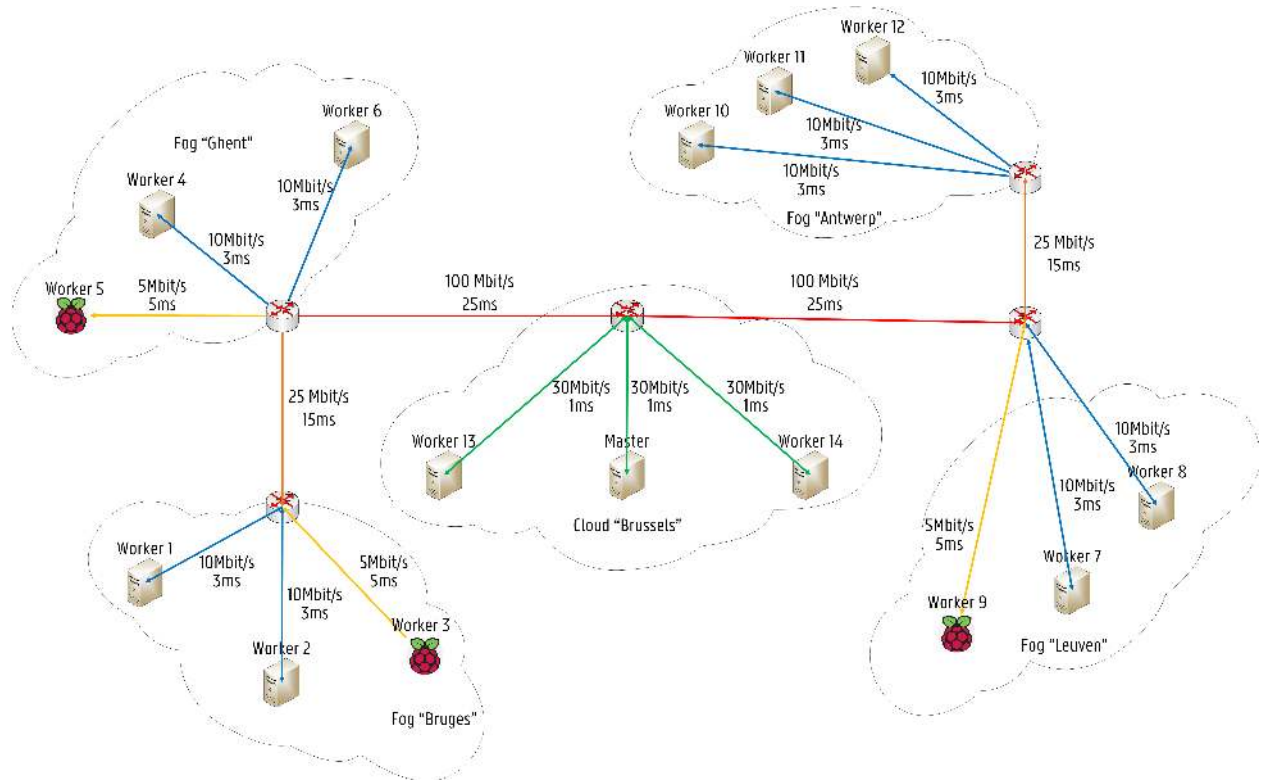 Worker 12
Worker 11
10Mbit/s
3ms
Worker 10
10Mbit/s
3ms
10Mbit/s
3ms
Fog "Antwerp"
Worker 6
Fog "Ghent"
Worker 4
10Mbit/s
3ms
10Mbit/s
3ms
Worker 5
5Mbit/s
5ms
100 Mbit/s
25ms
100 Mbit/s
25ms
25 Mbit/s
15ms
25 Mbit/s
15ms
30Mbit/s
1ms
30Mbit/s
1ms
30Mbit/s
1ms
Worker 13
Master
Worker 14
Cloud "Brussels"
10Mbit/s
3ms
Worker 8
10Mbit/s
3ms
5Mbit/s
5ms
Worker 7
Worker 9
Fog "Leuven"
Worker 1
10Mbit/s
3ms
5Mbit/s
5ms
10Mbit/s
3ms
Worker 3
Worker 2
Fog "Bruges"